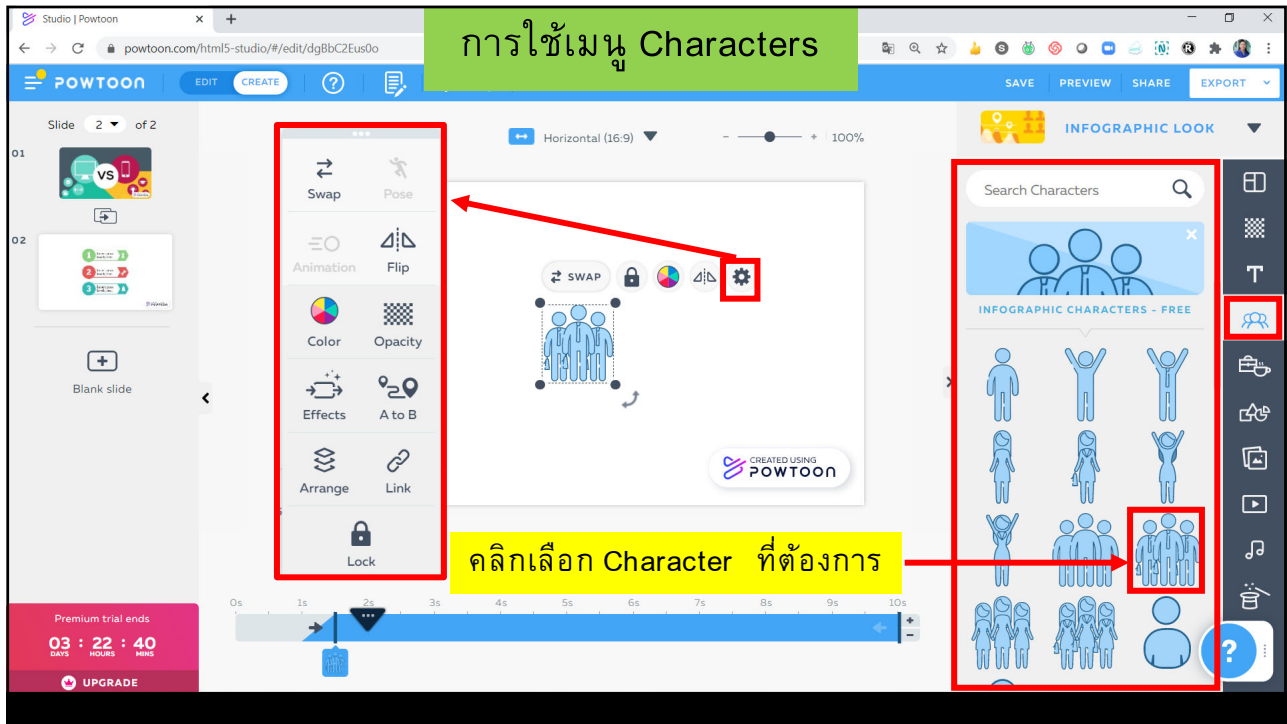 Studio | Powtoon
powtoon.com/html5-studio/#/edit/dgBbC2Eus0o
การใช้เมนู Characters
POWTOON
EDIT CREATE
SAVE PREVIEW SHARE EXPORT
Slide 2 of 2
Horizontal (16:9)
- + 100%
INFOGRAPHIC LOOK
01
VS
02
1
2
3
Blank slide
Swap Pose
Animation Flip
Color Opacity
Effects A to B
Arrange Link
Lock
SWAP
CREATED USING
POWTOON
Search Characters
INFOGRAPHIC CHARACTERS - FREE
คลิกเลือก Character ที่ต้องการ
0s 1s 2s 3s 4s 5s 6s 7s 8s 9s 10s
+
-
Premium trial ends
03 : 22 : 40
DAYS HOURS MINS
UPGRADE
?